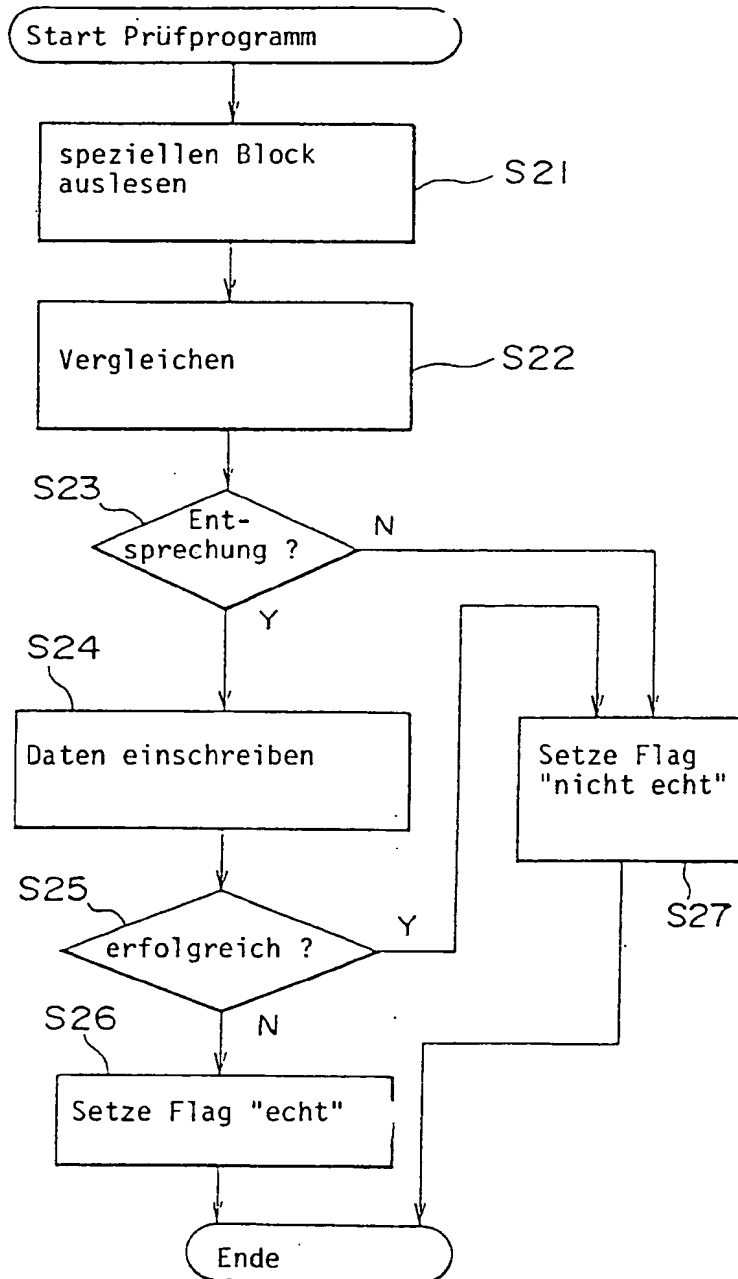 Start Prüfprogramm
speziellen Block
auslesen
S21
Vergleichen
S22
S23
Ent-
sprechung ?
N
Y
S24
Daten einschreiben
Setze Flag
"nicht echt"
S27
S25
erfolgreich ?
Y
N
S26
Setze Flag "echt"
Ende